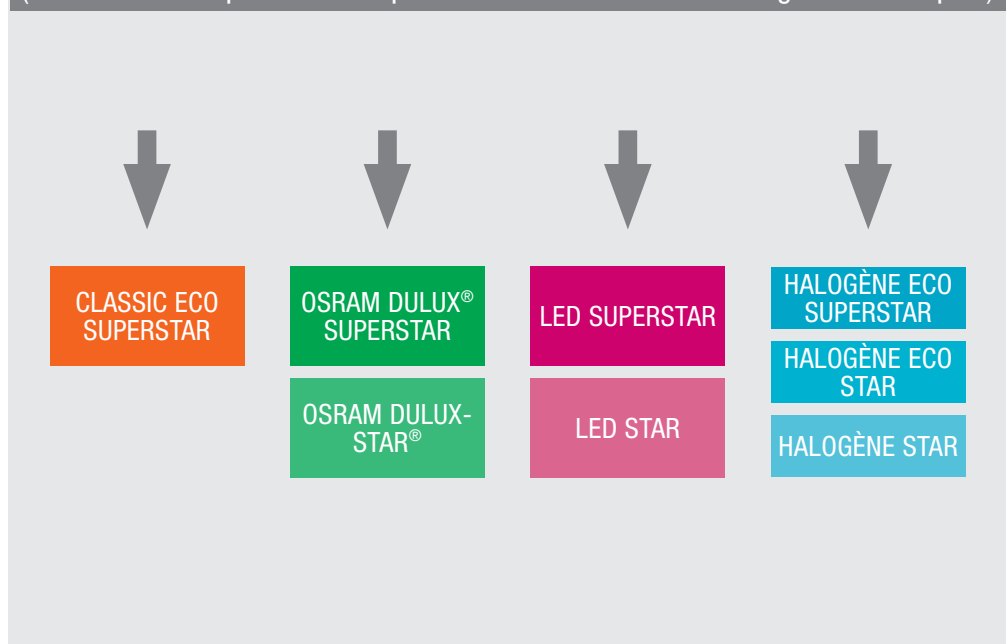 CLASSIC ECO
SUPERSTAR
OSRAM DULUX®
SUPERSTAR
OSRAM DULUX-
STAR®
LED SUPERSTAR
LED STAR
HALOGÈNE ECO
SUPERSTAR
HALOGÈNE ECO
STAR
HALOGÈNE STAR